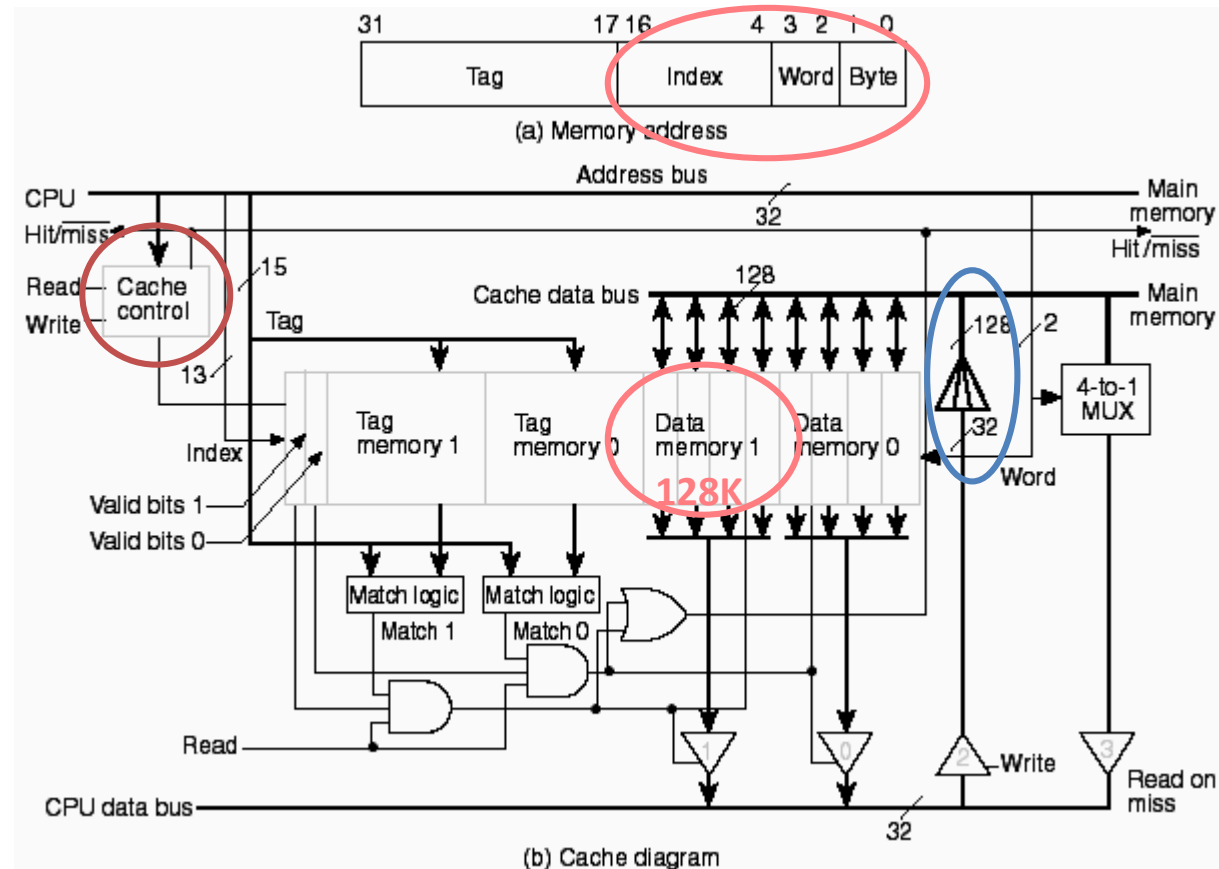 31 17 16 4 3 2 1 0
Tag Index Word Byte
(a) Memory address
Address bus
CPU
32
Main memory
Hit/miss
Hit/miss
15
Read
Write
Cache control
128
Cache data bus
Main memory
Tag
128
2
13
4-to-1 MUX
Tag memory 1
Tag memory 0
Data memory 1
Data memory 0
32
Index
Word
128K
Valid bits 1
Valid bits 0
Match logic
Match logic
Match 1
Match 0
Read
1
0
2
3
Write
Read on miss
CPU data bus
32
(b) Cache diagram